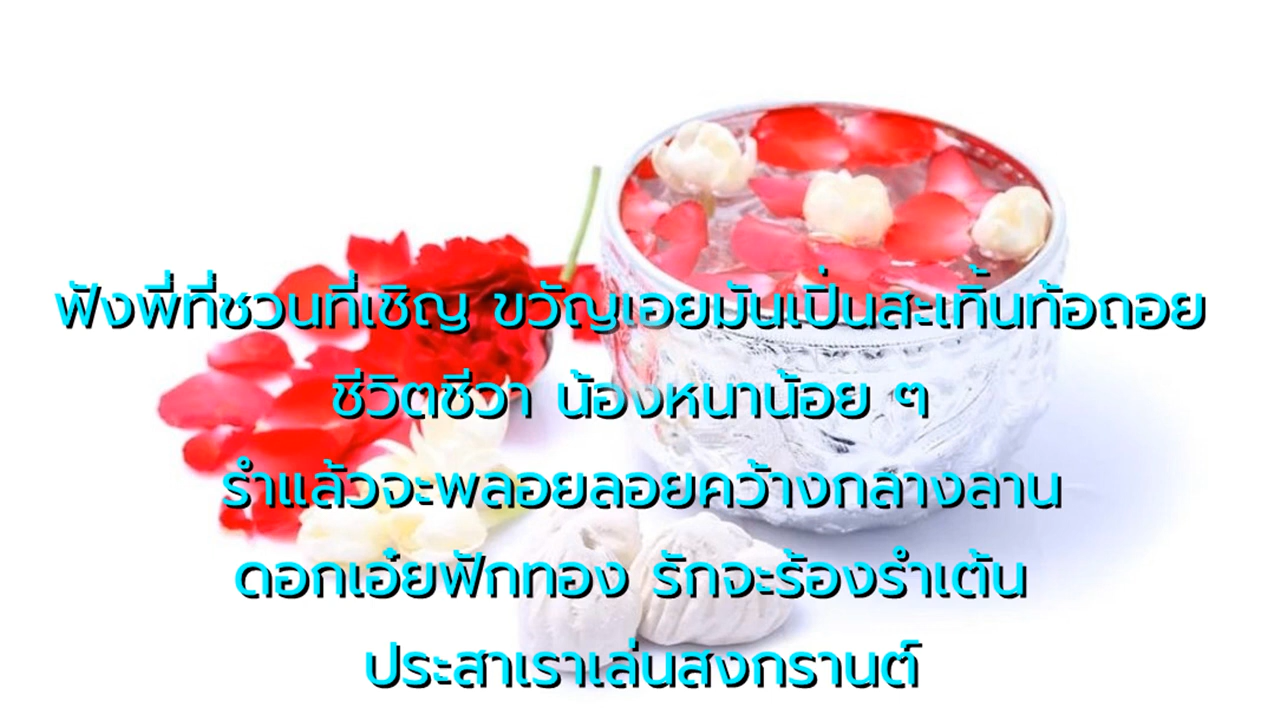 ฟังพี่ที่ชวนที่เชิญ ขวัญเอยมันเปิ่นสะเทิ้นท้อถอย
ชีวิตชีวา น้องหนาน้อย ๆ
รำแล้วจะพลอยลอยคว้างกลางลาน
ดอกเอ๋ยฟักทอง รักจะร้องรำเต้น
ประสาเราเล่นสงกรานต์